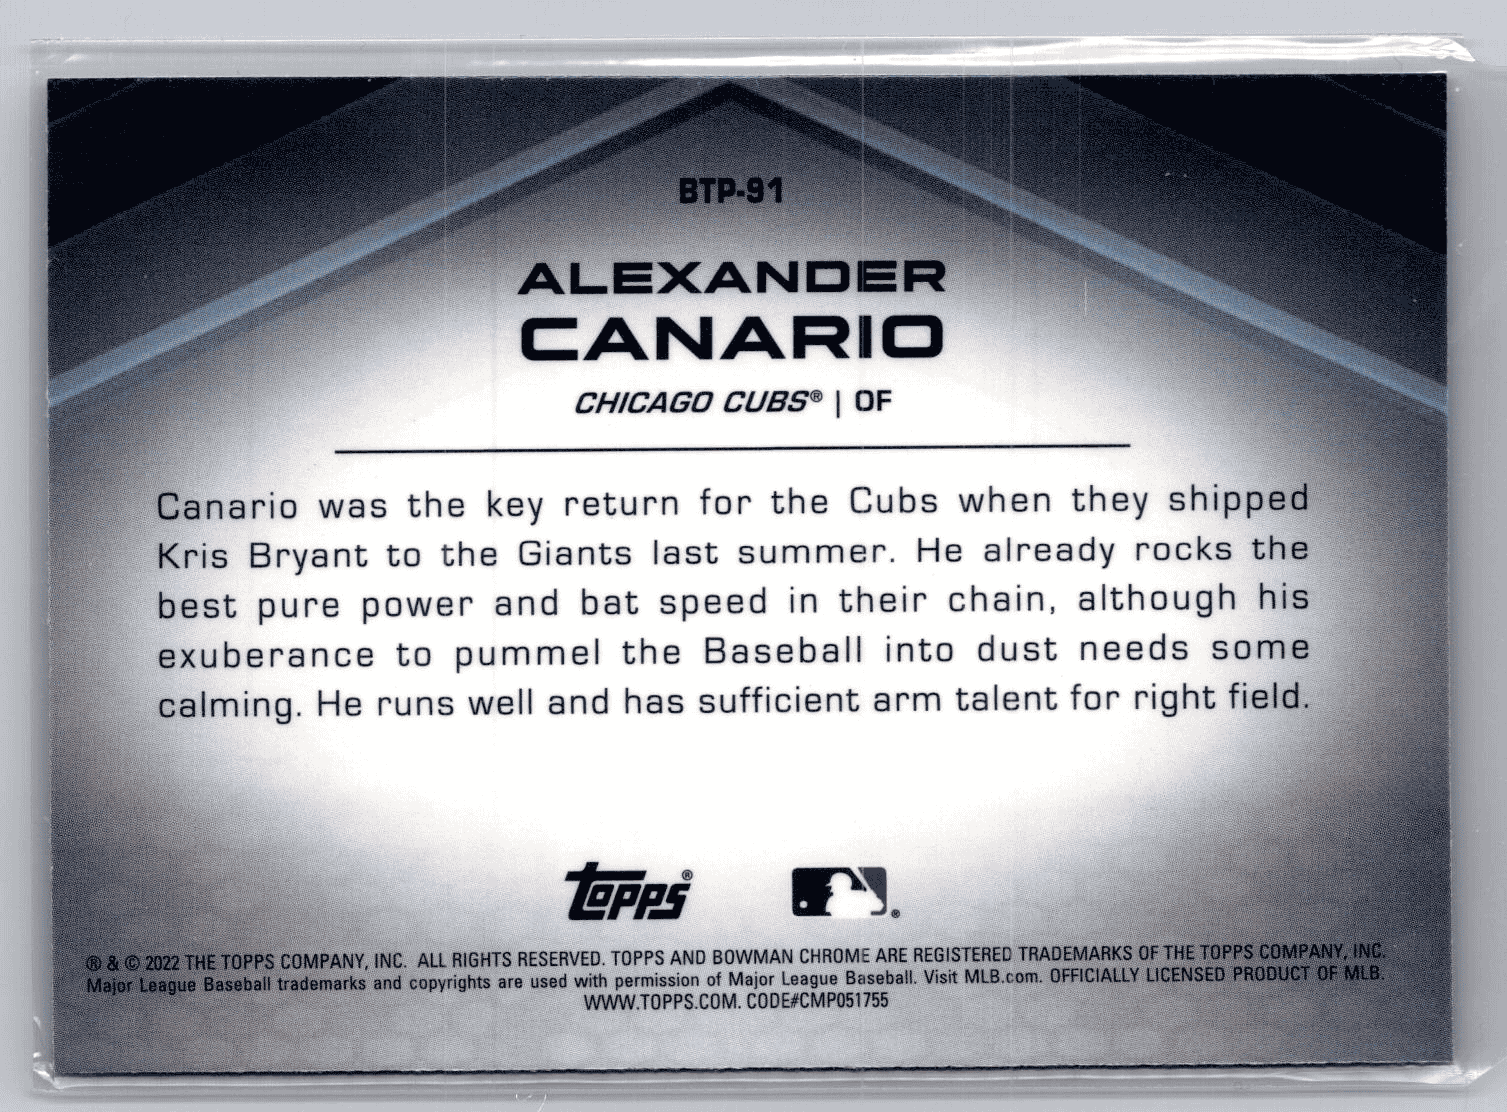 BTP-91
ALEXANDER
CANARIO
CHICAGO CUBS® | OF
Canario was the key return for the Cubs when they shipped
Kris Bryant to the Giants last summer. He already rocks the
best pure power and bat speed in their chain, although his
exuberance to pummel the Baseball into dust needs some
calming. He runs well and has sufficient arm talent for right field.
topps®
®
® & © 2022 THE TOPPS COMPANY, INC. ALL RIGHTS RESERVED. TOPPS AND BOWMAN CHROME ARE REGISTERED TRADEMARKS OF THE TOPPS COMPANY, INC.
Major League Baseball trademarks and copyrights are used with permission of Major League Baseball. Visit MLB.com. OFFICIALLY LICENSED PRODUCT OF MLB.
WWW.TOPPS.COM. CODE#CMP051755